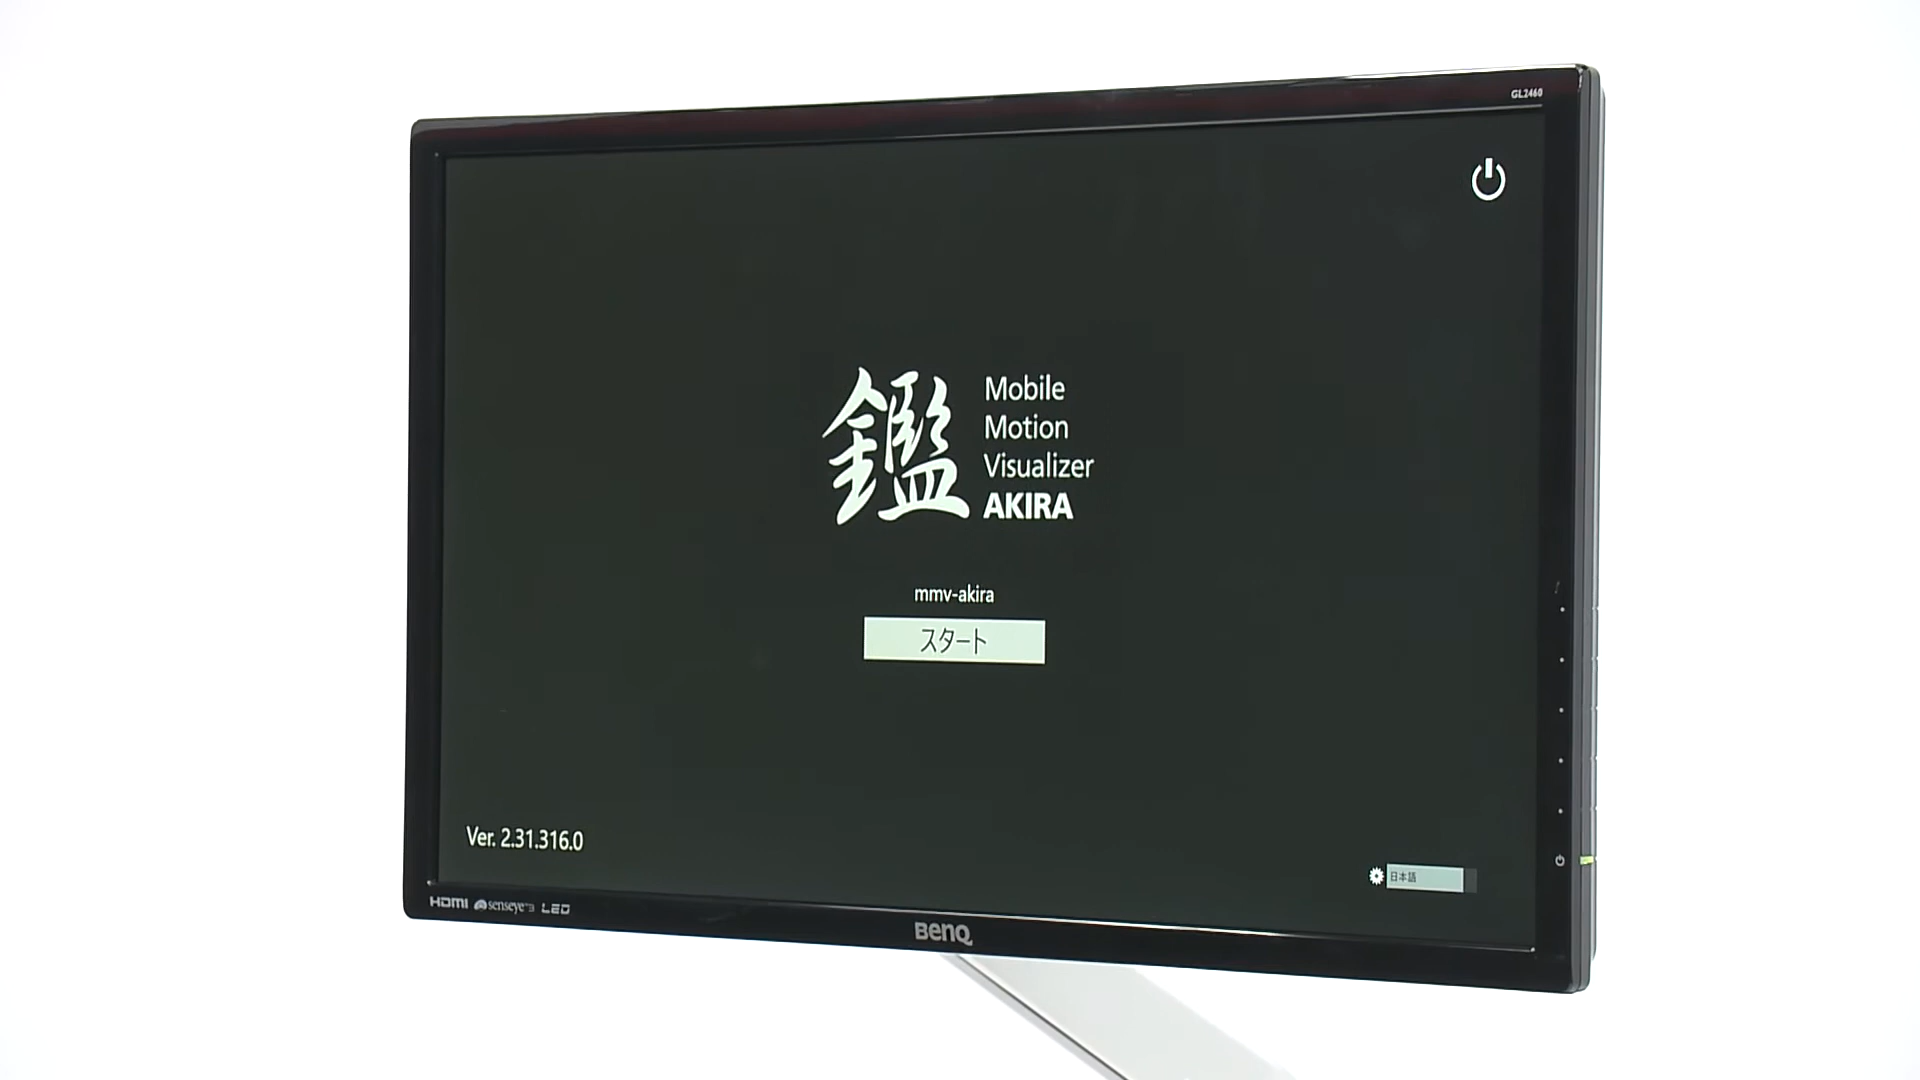 GL2460
鑑
Mobile
Motion
Visualizer
AKIRA
mmv-akira
スタート
Ver. 2.31.316.0
日本語
HDMI senseye 3 LED
BenQ